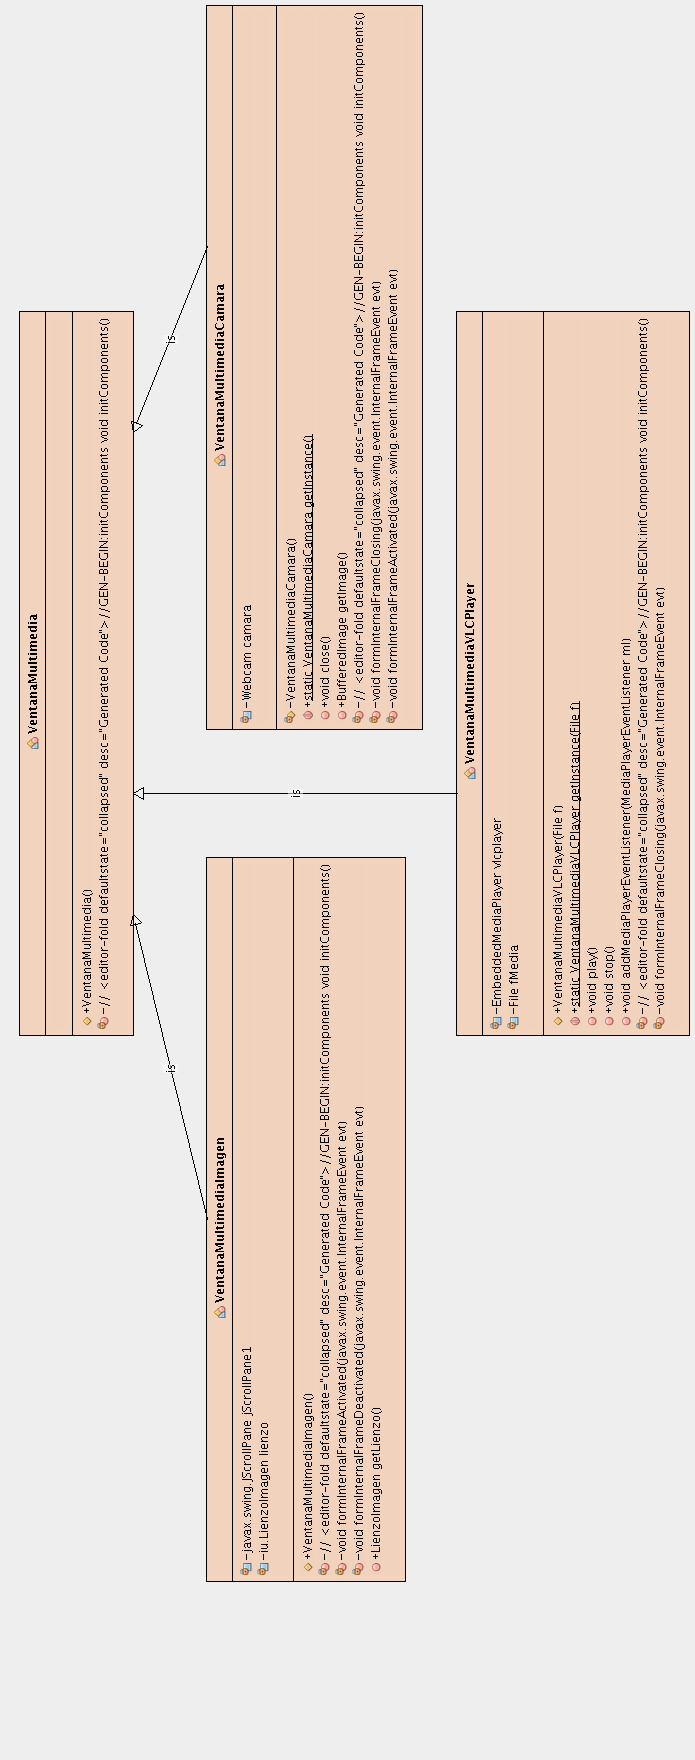 VentanaMultimedia
+VentanaMultimedia()
-// <editor-fold defaultstate="collapsed" desc="Generated Code">//GEN-BEGIN:initComponents void initComponents()
is
is
is
VentanaMultimediaImagen
-javax.swing.JScrollPane jScrollPane1
-iu.LienzoImagen lienzo
+VentanaMultimediaImagen()
-// <editor-fold defaultstate="collapsed" desc="Generated Code">//GEN-BEGIN:initComponents void initComponents()
-void formInternalFrameActivated(javax.swing.event.InternalFrameEvent evt)
-void formInternalFrameDeactivated(javax.swing.event.InternalFrameEvent evt)
+LienzoImagen getLienzo()
VentanaMultimediaCamara
-Webcam camara
-VentanaMultimediaCamara()
+static VentanaMultimediaCamara getInstance()
+void close()
+BufferedImage getImage()
-// <editor-fold defaultstate="collapsed" desc="Generated Code">//GEN-BEGIN:initComponents void initComponents()
-void formInternalFrameClosing(javax.swing.event.InternalFrameEvent evt)
-void formInternalFrameActivated(javax.swing.event.InternalFrameEvent evt)
VentanaMultimediaVLCPlayer
-EmbeddedMediaPlayer vlcplayer
-File fMedia
+VentanaMultimediaVLCPlayer(File f)
+static VentanaMultimediaVLCPlayer getInstance(File f)
+void play()
+void stop()
+void addMediaPlayerEventListener(MediaPlayerEventListener ml)
-// <editor-fold defaultstate="collapsed" desc="Generated Code">//GEN-BEGIN:initComponents void initComponents()
-void formInternalFrameClosing(javax.swing.event.InternalFrameEvent evt)